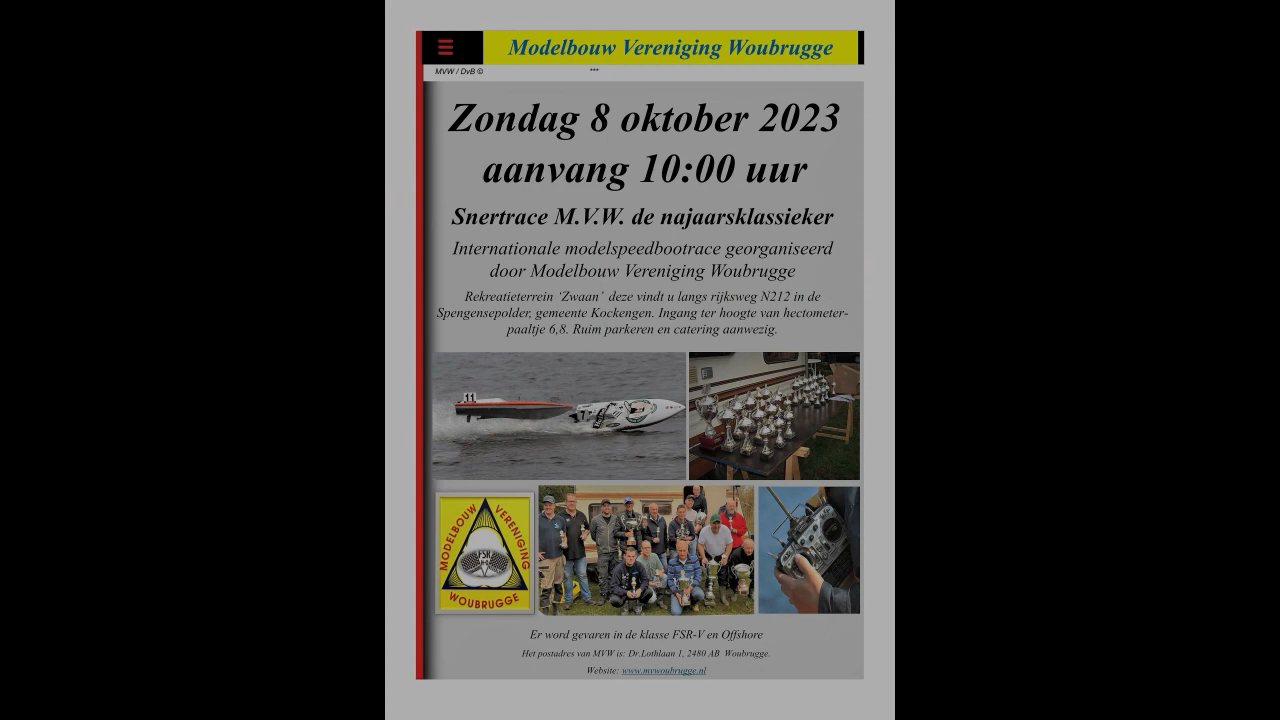 Modelbouw Vereniging Woubrugge
MVW / DvB ©
***
Zondag 8 oktober 2023
aanvang 10:00 uur
Snertrace M.V.W. de najaarsklassieker
Internationale modelspeedbootrace georganiseerd
door Modelbouw Vereniging Woubrugge
Rekreatieterrein ‘Zwaan’ deze vindt u langs rijksweg N212 in de
Spengensepolder, gemeente Kockengen. Ingang ter hoogte van hectometer-
paaltje 6,8. Ruim parkeren en catering aanwezig.
11
77
MODELBOUW
VERENIGING
FSR
WOUBRUGGE
Er word gevaren in de klasse FSR-V en Offshore
Het postadres van MVW is: Dr.Lothlaan 1, 2480 AB Woubrugge.
Website: www.mvwoubrugge.nl